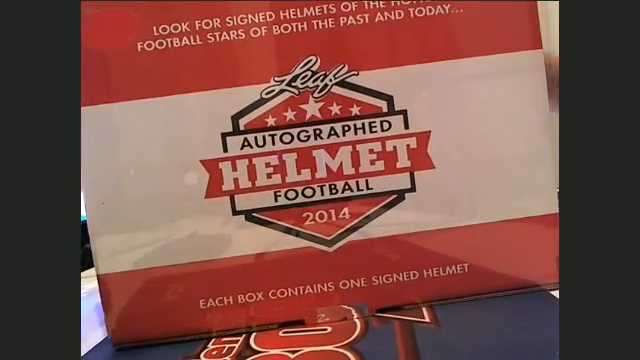 LOOK FOR SIGNED HELMETS OF THE
FOOTBALL STARS OF BOTH THE PAST AND TODAY...
Leaf
AUTOGRAPHED
HELMET
FOOTBALL
2014
EACH BOX CONTAINS ONE SIGNED HELMET